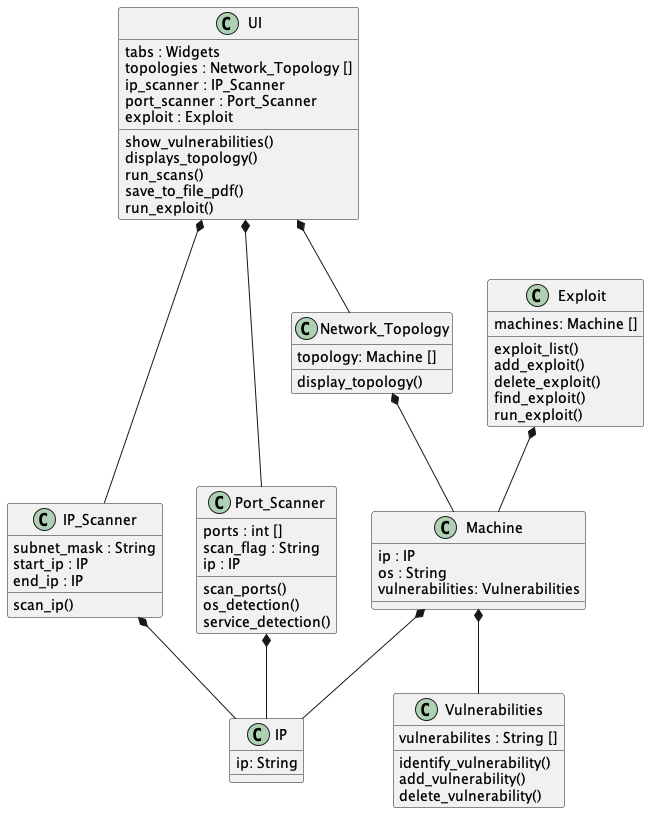 C UI
tabs : Widgets
topologies : Network_Topology []
ip_scanner : IP_Scanner
port_scanner : Port_Scanner
exploit : Exploit
show_vulnerabilities()
displays_topology()
run_scans()
save_to_file_pdf()
run_exploit()
C Network_Topology
topology: Machine []
display_topology()
C Exploit
machines: Machine []
exploit_list()
add_exploit()
delete_exploit()
find_exploit()
run_exploit()
C IP_Scanner
subnet_mask : String
start_ip : IP
end_ip : IP
scan_ip()
C Port_Scanner
ports : int []
scan_flag : String
ip : IP
scan_ports()
os_detection()
service_detection()
C Machine
ip : IP
os : String
vulnerabilities: Vulnerabilities
C IP
ip: String
C Vulnerabilities
vulnerabilites : String []
identify_vulnerability()
add_vulnerability()
delete_vulnerability()